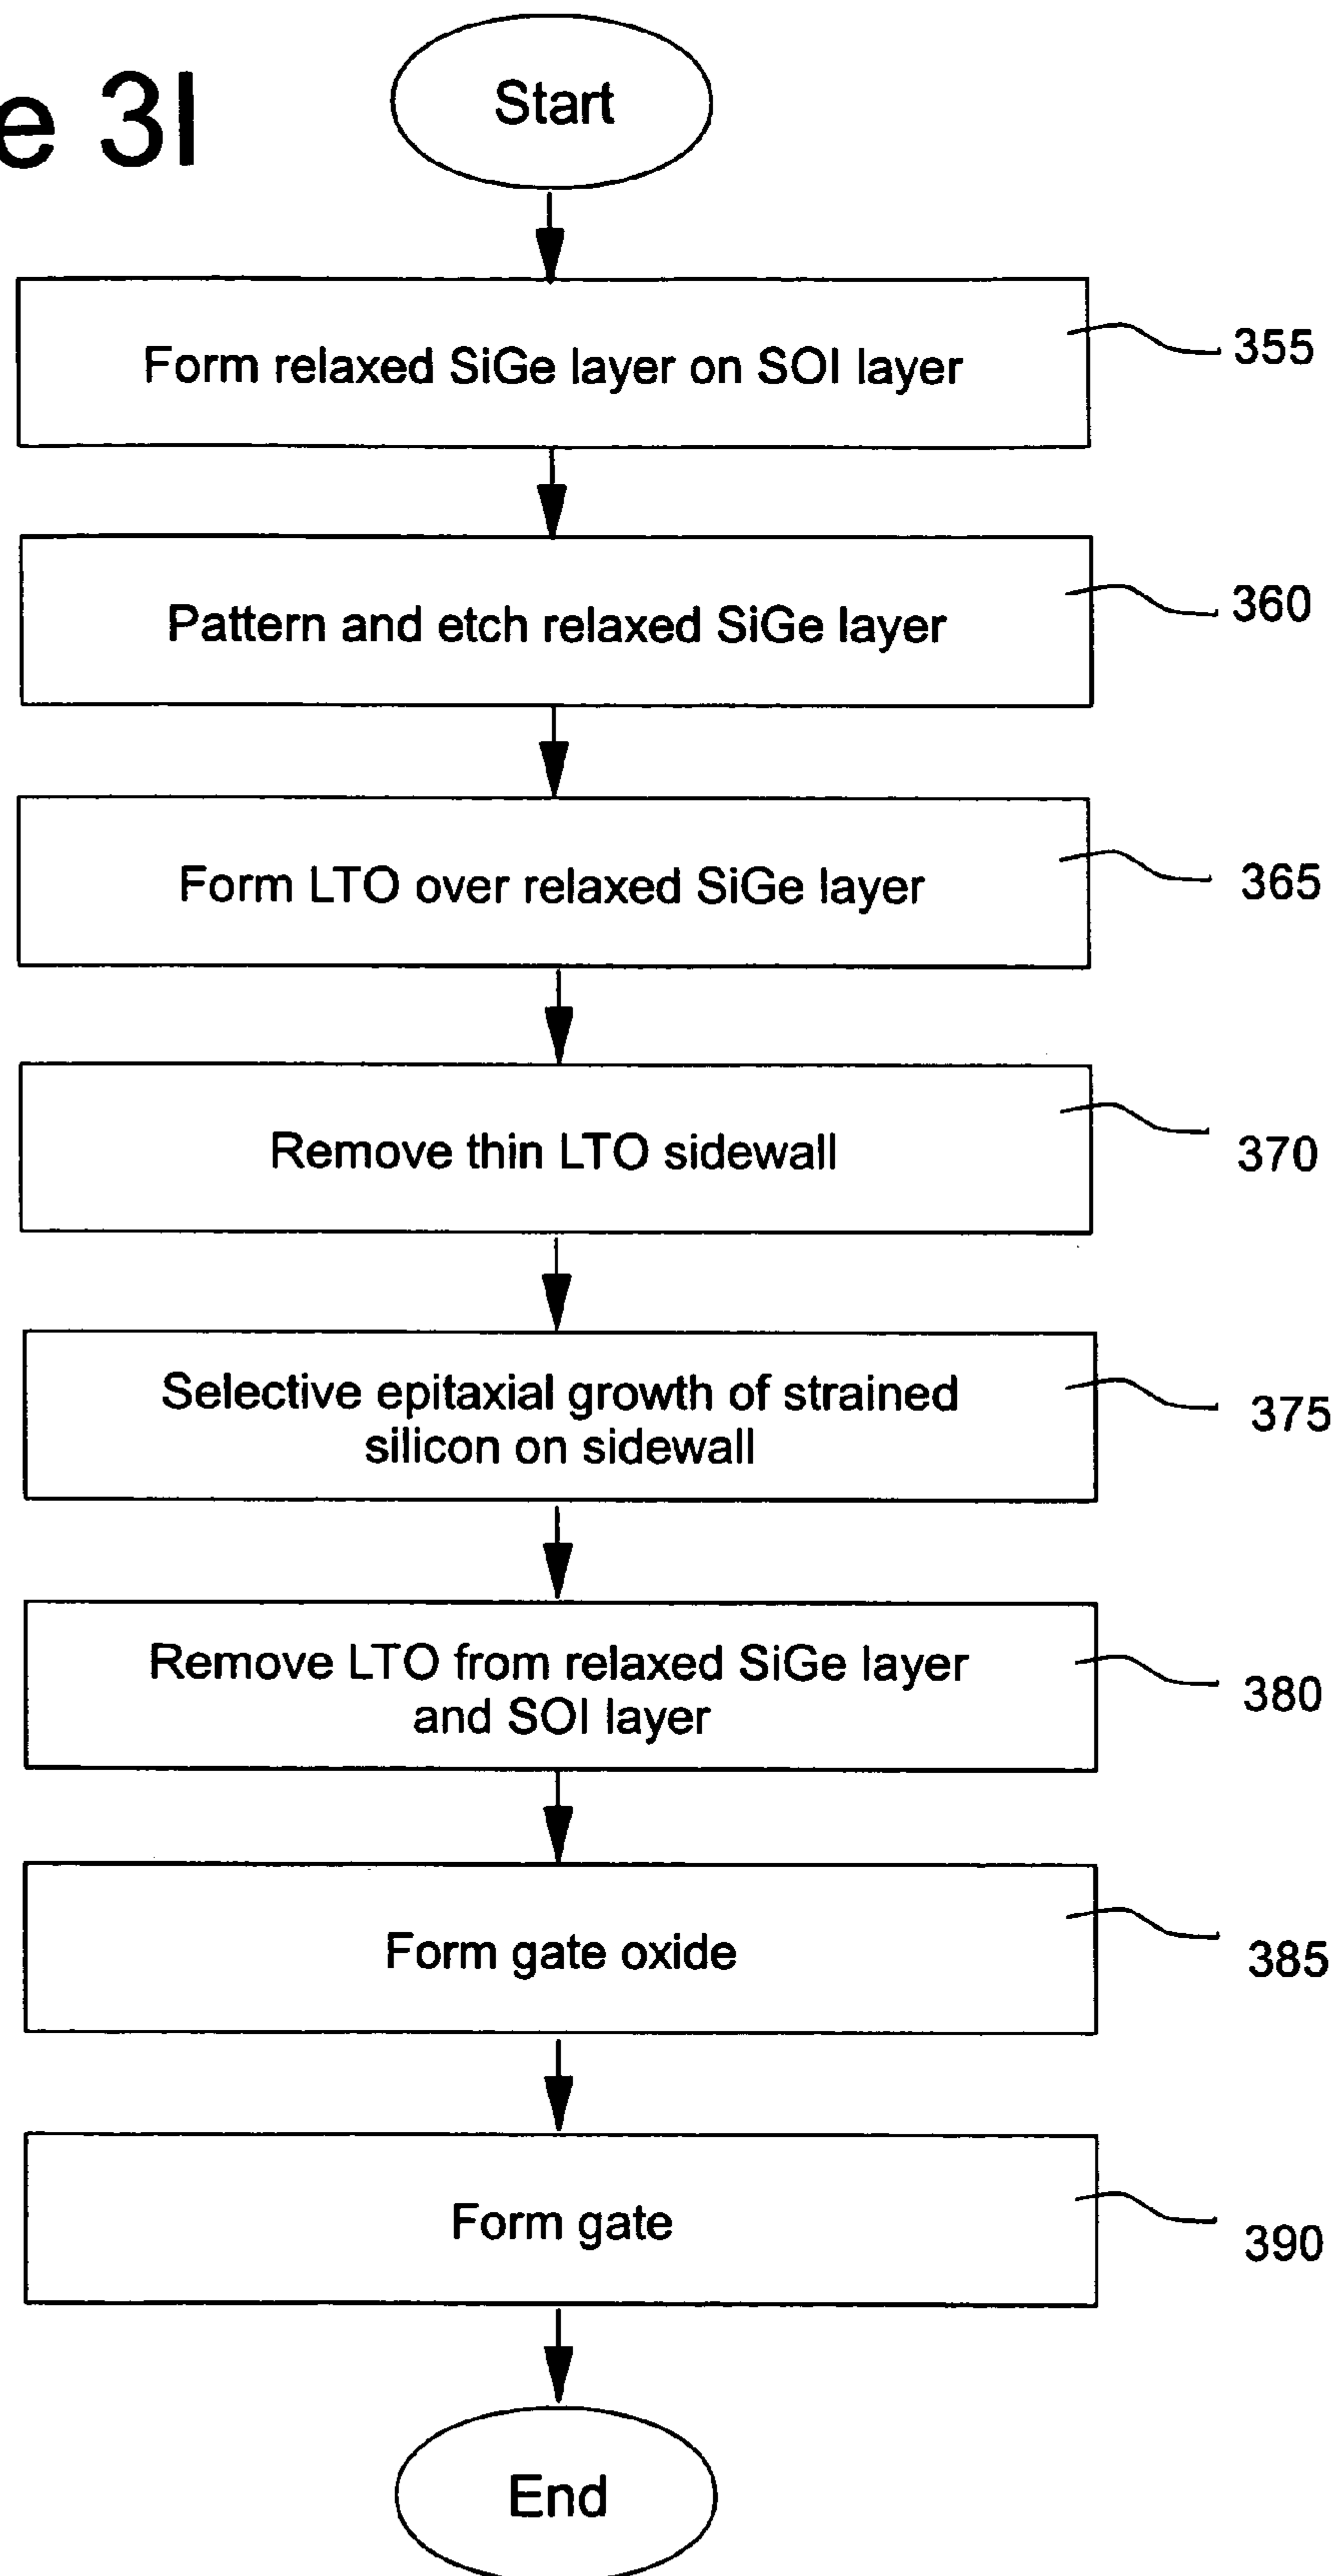 e 3I
Start
Form relaxed SiGe layer on SOI layer
355
Pattern and etch relaxed SiGe layer
360
Form LTO over relaxed SiGe layer
365
Remove thin LTO sidewall
370
Selective epitaxial growth of strained
silicon on sidewall
375
Remove LTO from relaxed SiGe layer
and SOI layer
380
Form gate oxide
385
Form gate
390
End